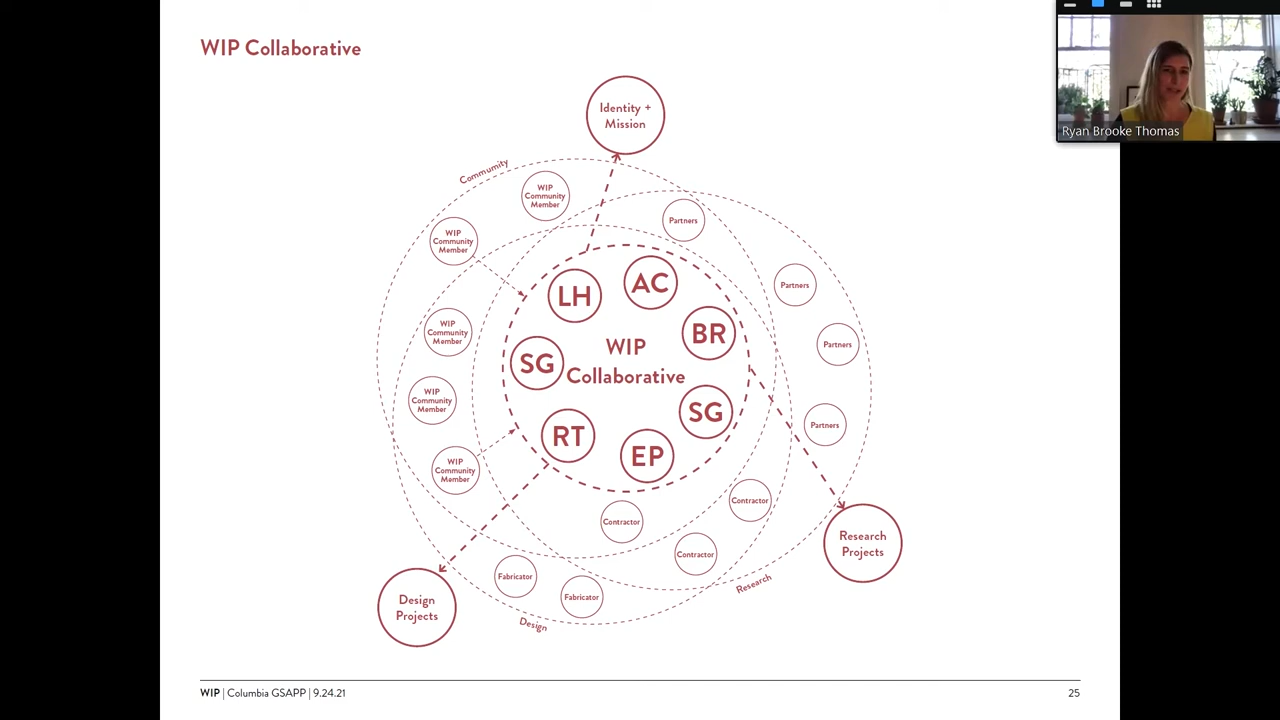 WIP Collaborative
Ryan Brooke Thomas
Identity +
Mission
Community
WIP
Community
Member
WIP
Community
Member
Partners
Partners
LH
AC
BR
WIP
Community
Member
WIP
Collaborative
Partners
SG
WIP
Community
Member
SG
Partners
RT
EP
WIP
Community
Member
Contractor
Contractor
Research
Projects
Contractor
Fabricator
Fabricator
Research
Design
Projects
Design
WIP | Columbia GSAPP | 9.24.21
25